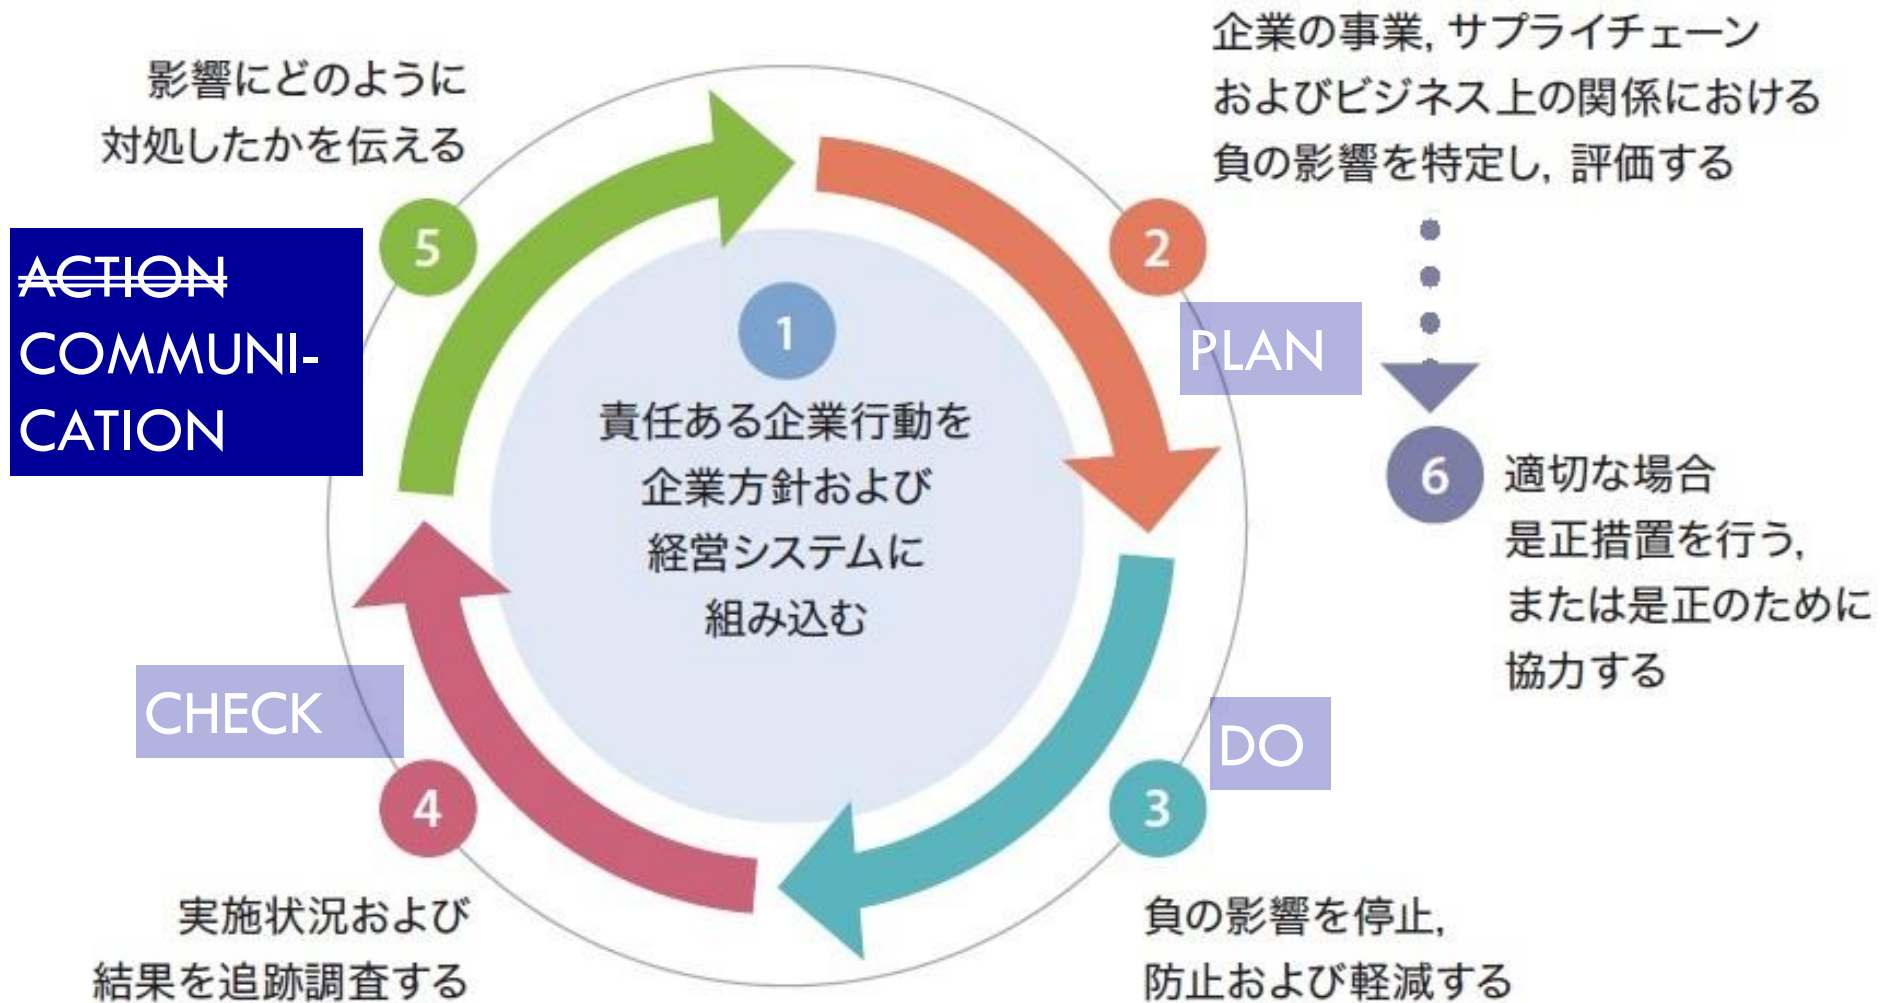 企業の事業, サプライチェーン
およびビジネス上の関係における
負の影響を特定し, 評価する
影響にどのように
対処したかを伝える
5
2
ACTION
COMMUNI-
CATION
1
PLAN
責任ある企業行動を
企業方針および
経営システムに
組み込む
6
適切な場合
是正措置を行う,
または是正のために
協力する
CHECK
DO
4
3
実施状況および
結果を追跡調査する
負の影響を停止,
防止および軽減する